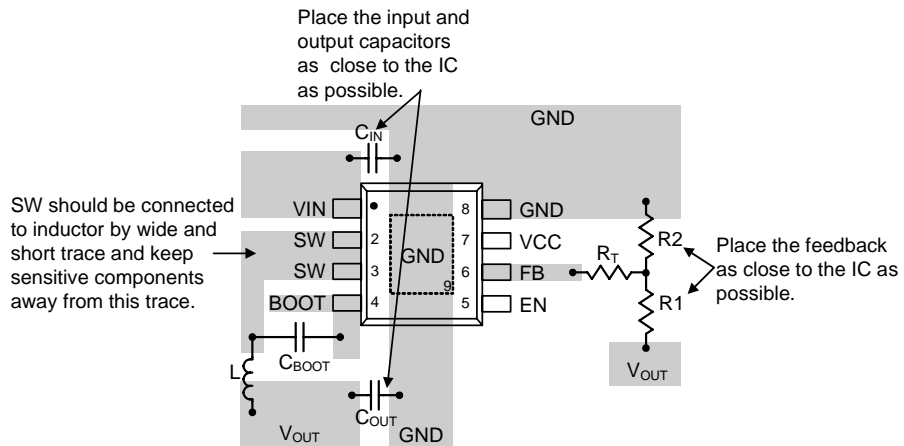 Place the input and
output capacitors
as close to the IC
as possible.
GND
CIN
SW should be connected
to inductor by wide and
short trace and keep
sensitive components
away from this trace.
VIN
SW
SW
BOOT
2
3
4
GND
9
8
7
6
5
GND
VCC
FB
EN
RT
R2
R1
Place the feedback
as close to the IC as
possible.
CBOOT
L
VOUT
COUT
VOUT
GND